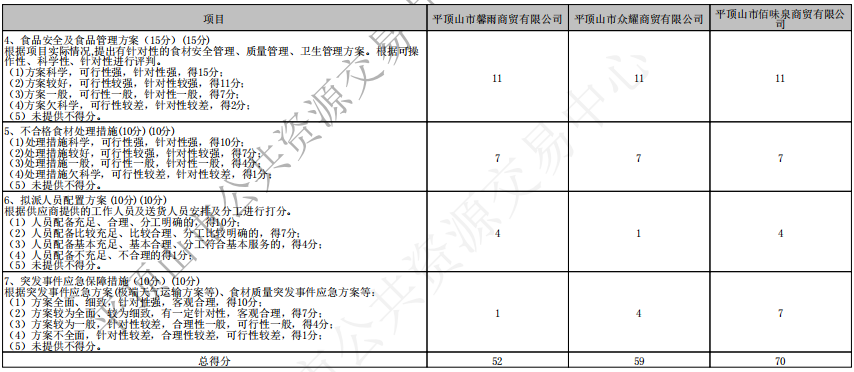 项目 平顶山市馨雨商贸有限公司 平顶山市众耀商贸有限公司 平顶山市佰味泉商贸有限公司
4、食品安全及食品管理方案（15分）(15分)
根据项目实际情况,提出有针对性的食材安全管理、质量管理、卫生管理方案。根据可操作性、科学性、针对性进行评判。
(1)方案科学，可行性强，针对性强，得15分；
(2)方案较好，可行性较强，针对性较强，得11分；
(3)方案一般，可行性一般，针对性一般，得7分；
(4)方案欠科学，可行性较差，针对性较差，得2分；
(5）未提供不得分。
11 11 11
5、不合格食材处理措施(10分)(10分)
(1)处理措施科学，可行性强，针对性强，得10分；
(2)处理措施较好，可行性较强，针对性较强，得7分；
(3)处理措施一般，可行性一般，针对性一般，得4分；
(4)处理措施欠科学，可行性较差，针对性较差，得1分；
(5）未提供不得分。
7 7 7
6、拟派人员配置方案(10分)(10分)
根据供应商提供的工作人员及送货人员安排及分工进行打分。
（1）人员配备充足、合理、分工明确的、得10分；
（2）人员配备比较充足、比较合理、分工比较明确的，得7分；
（3）人员配备基本充足、基本合理、分工符合基本服务的，得4分；
（4）人员配备不充足、不合理的得1分；
（5）未提供不得分。
4 1 4
7、突发事件应急保障措施（10分）(10分)
根据突发事件应急方案(极端天气运输方案等)、食材质量突发事件应急方案等：
（1）方案全面、细致，针对性强，客观合理，得10分；
（2）方案较为全面、较为细致，有一定针对性，客观合理，得7分；
（3）方案较为一般，针对性较差，合理性一般，可行性一般，得4分；
（4）方案不全面，针对性较差，合理性较差，可行性较差，得1分；
（5）未提供不得分。
1 4 7
总得分 52 59 70
平顶山市公共资源交易中心
市公共资源交易中心